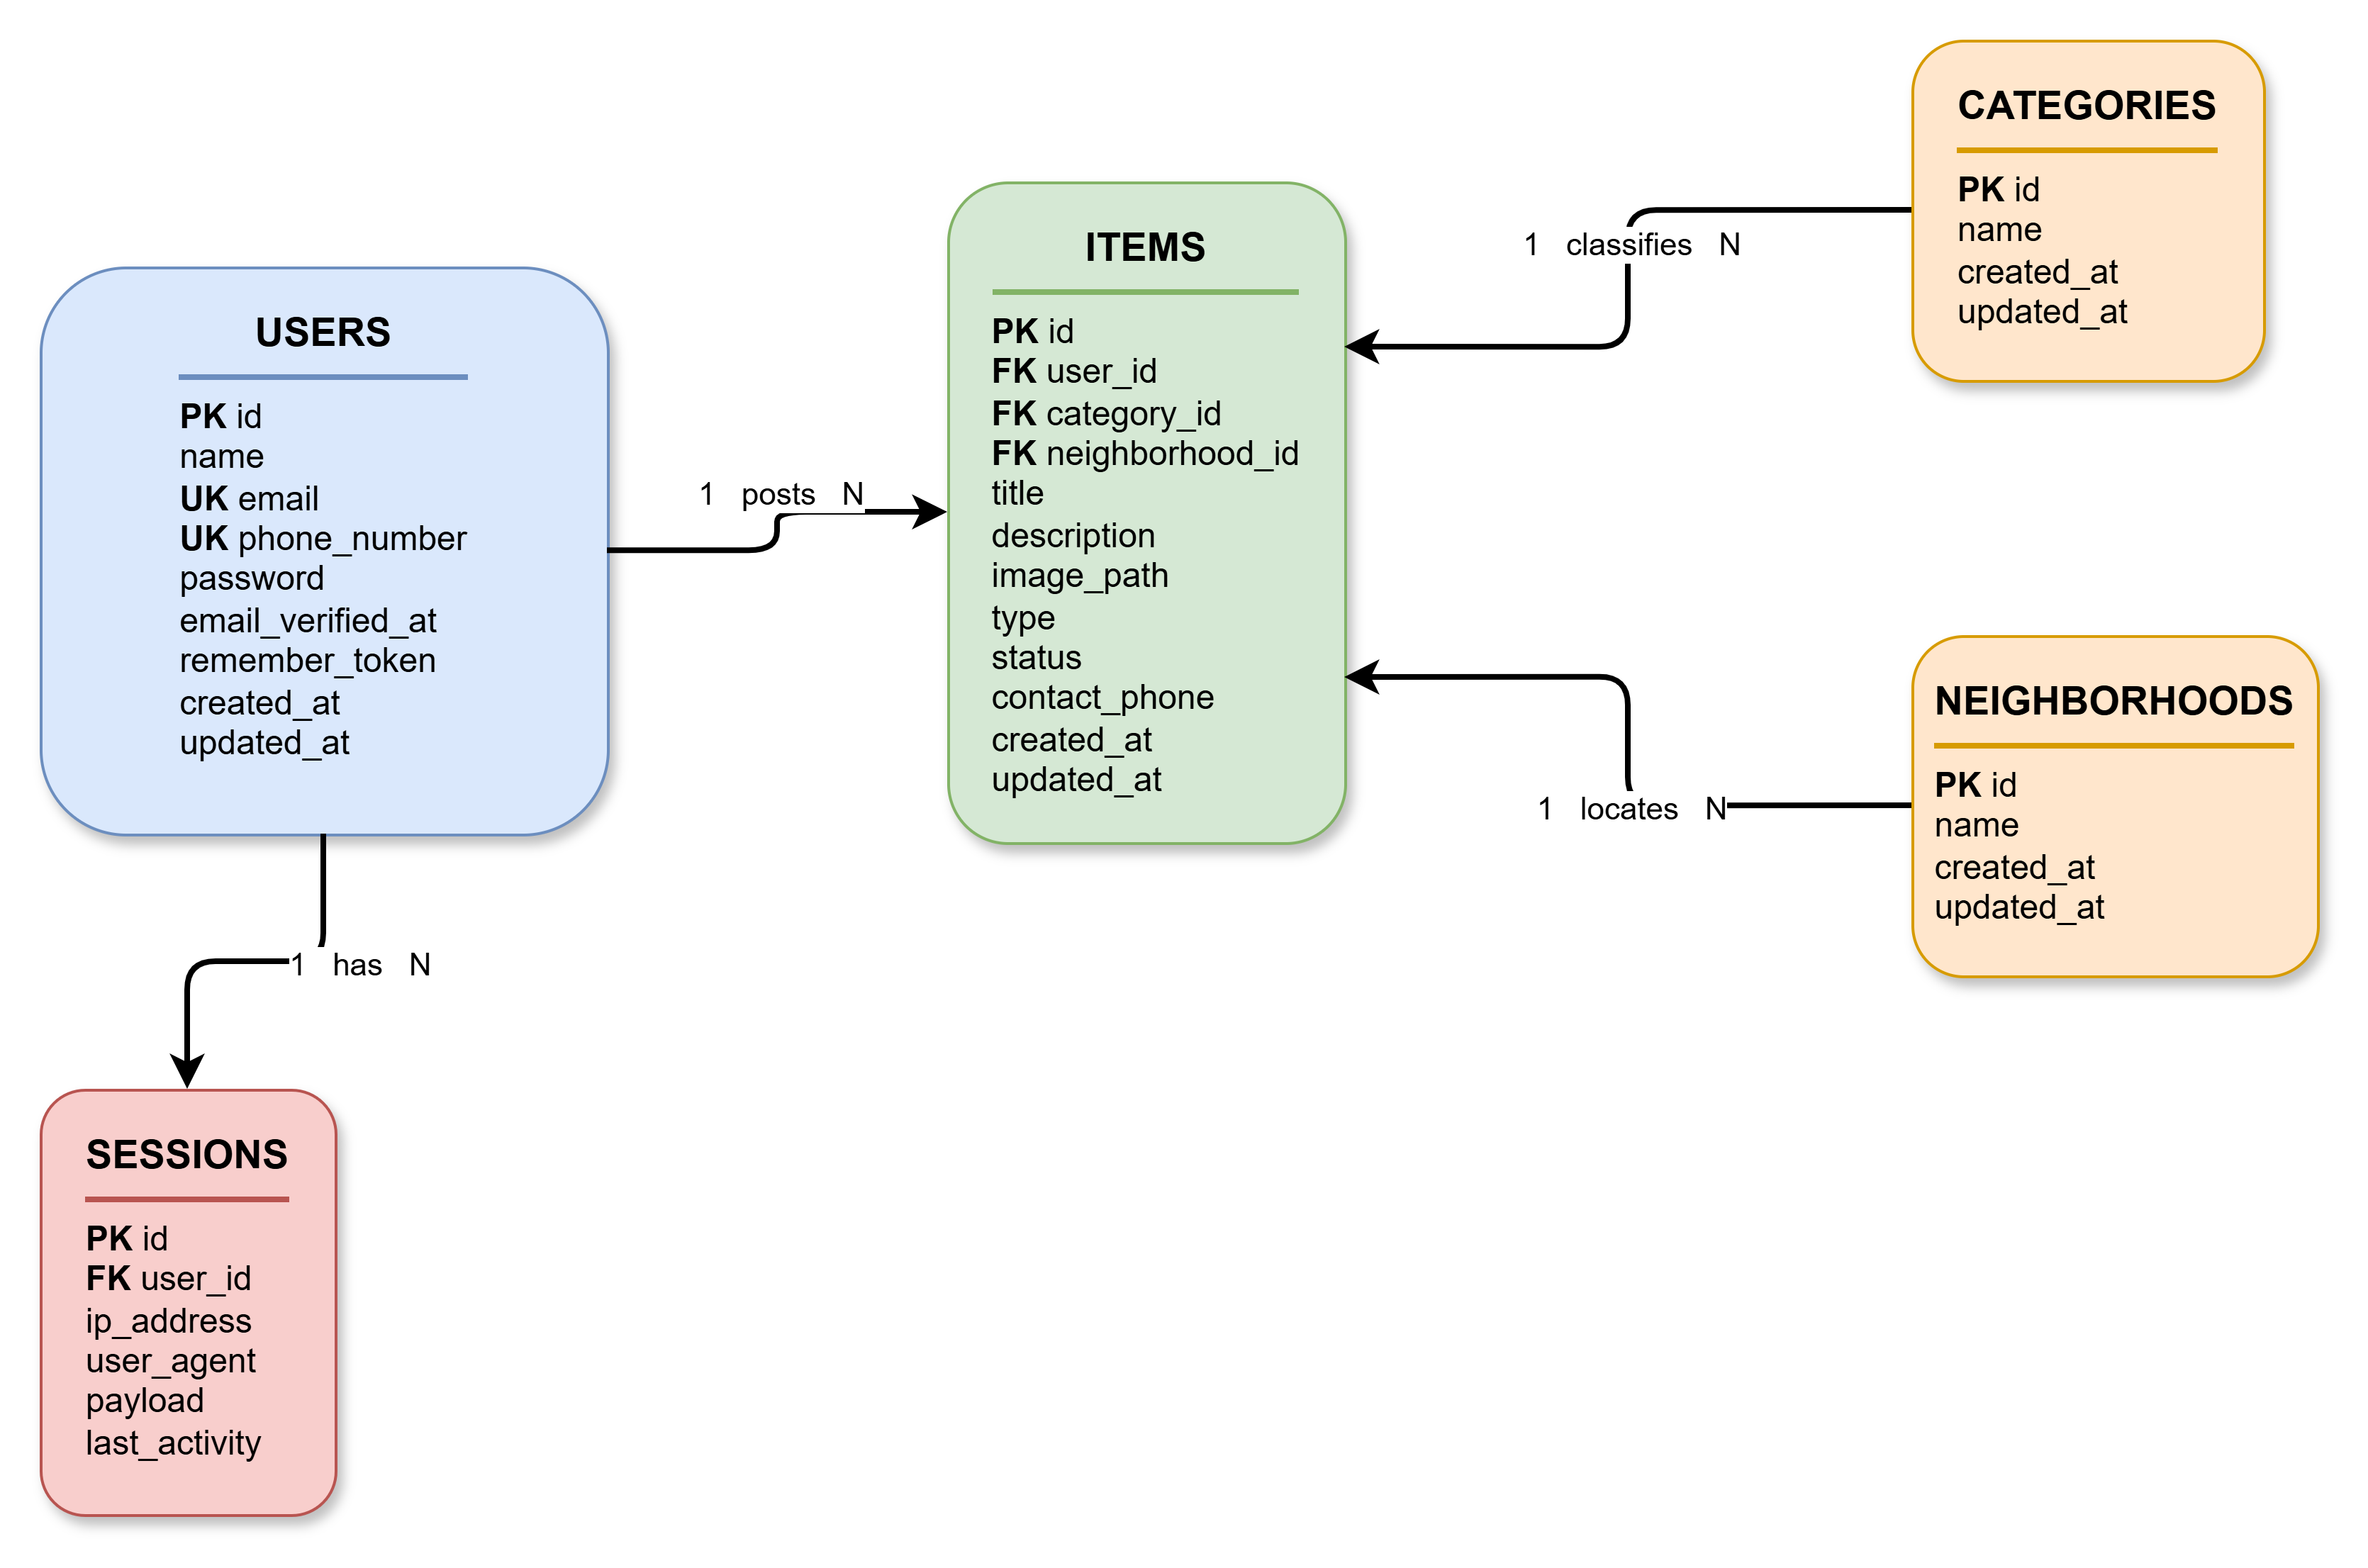 USERS
PK id
name
UK email
UK phone_number
password
email_verified_at
remember_token
created_at
updated_at
1 posts N
ITEMS
PK id
FK user_id
FK category_id
FK neighborhood_id
title
description
image_path
type
status
contact_phone
created_at
updated_at
1 classifies N
CATEGORIES
PK id
name
created_at
updated_at
1 locates N
NEIGHBORHOODS
PK id
name
created_at
updated_at
1 has N
SESSIONS
PK id
FK user_id
ip_address
user_agent
payload
last_activity